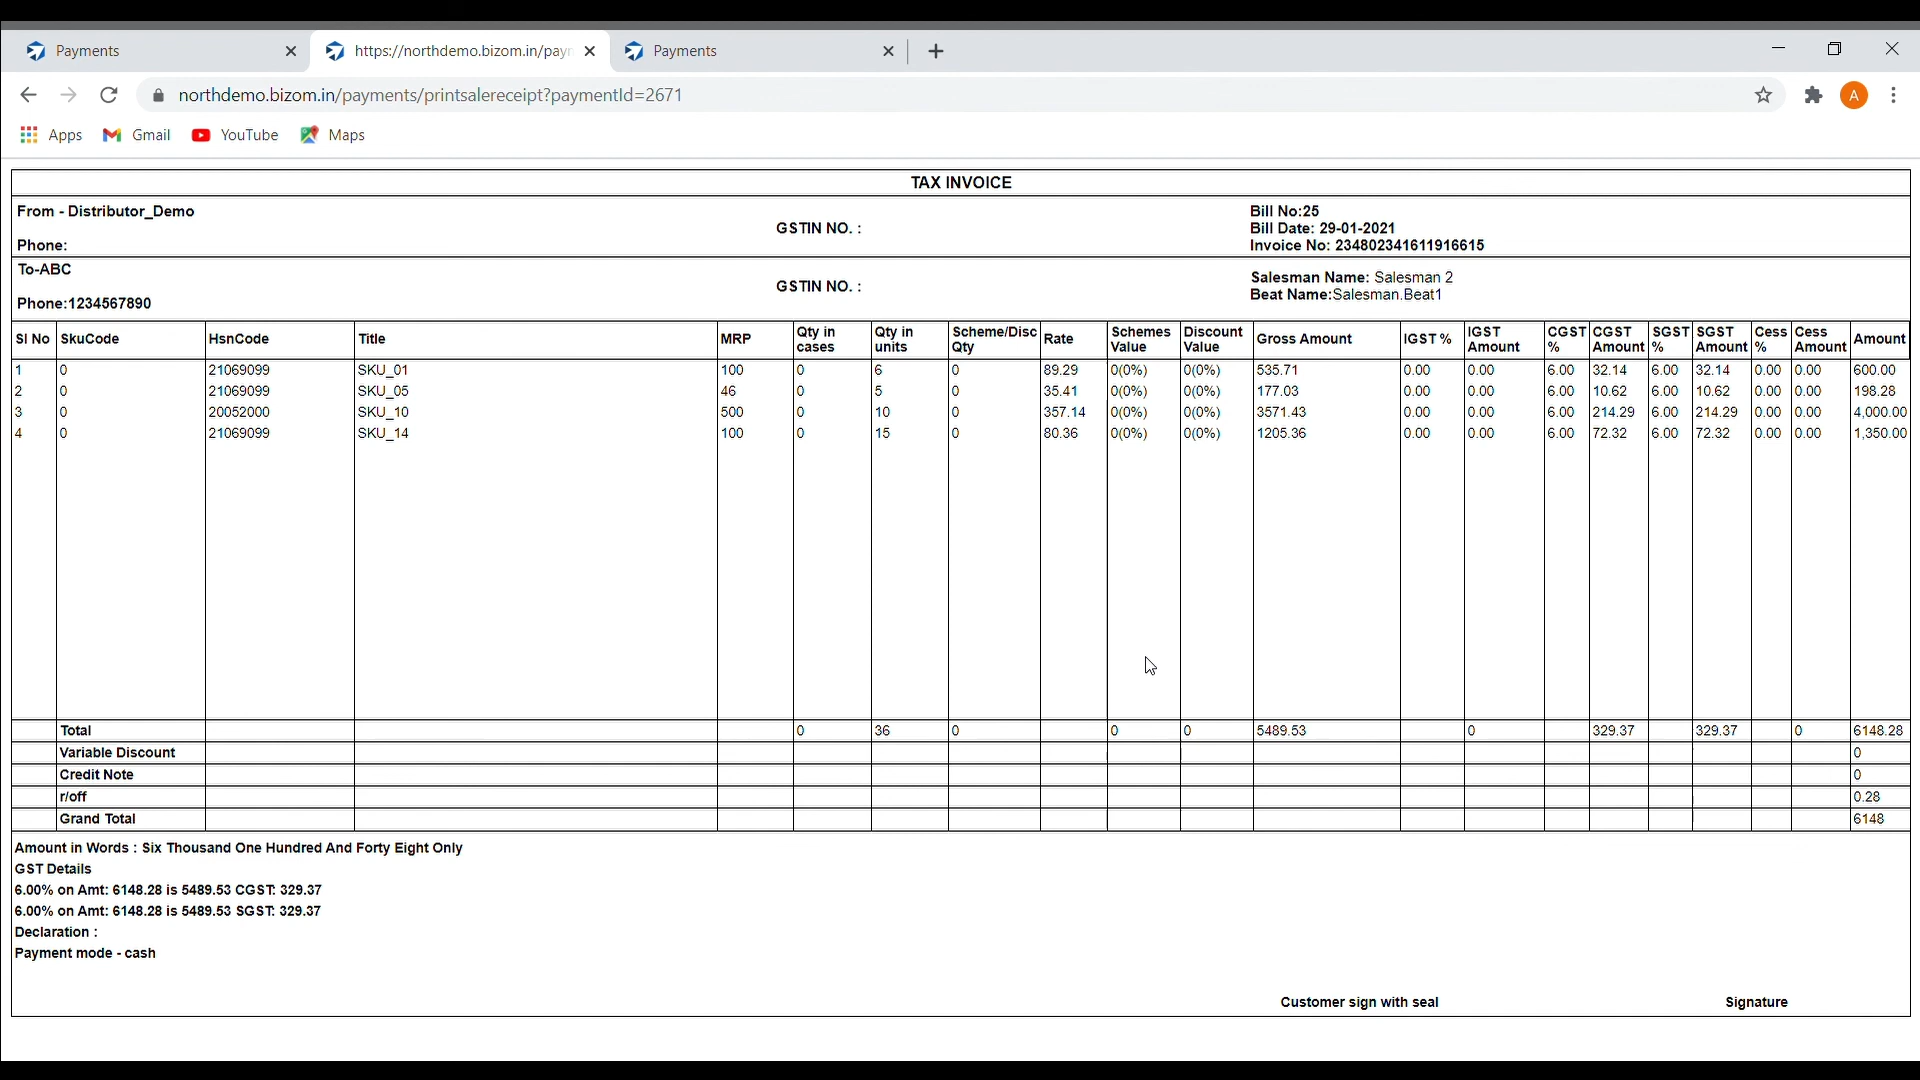 Payments
https://northdemo.bizom.in/payn
Payments
northdemo.bizom.in/payments/printsalereceipt?paymentId=2671
A
Apps Gmail YouTube Maps
TAX INVOICE
From - Distributor_Demo
Phone:
GSTIN NO. :
Bill No:25
Bill Date: 29-01-2021
Invoice No: 234802341611916615
To-ABC
Phone:1234567890
GSTIN NO. :
Salesman Name: Salesman 2
Beat Name:Salesman.Beat1
Sl No SkuCode HsnCode Title MRP Qty in cases Qty in units Scheme/Disc Qty Rate Schemes Value Discount Value Gross Amount IGST % IGST Amount CGST % CGST Amount SGST % SGST Amount Cess % Cess Amount Amount
1 0 21069099 SKU_01 100 0 6 0 89.29 0(0%) 0(0%) 535.71 0.00 0.00 6.00 32.14 6.00 32.14 0.00 0.00 600.00
2 0 21069099 SKU_05 46 0 5 0 35.41 0(0%) 0(0%) 177.03 0.00 0.00 6.00 10.62 6.00 10.62 0.00 0.00 198.28
3 0 20052000 SKU_10 500 0 10 0 357.14 0(0%) 0(0%) 3571.43 0.00 0.00 6.00 214.29 6.00 214.29 0.00 0.00 4,000.00
4 0 21069099 SKU_14 100 0 15 0 80.36 0(0%) 0(0%) 1205.36 0.00 0.00 6.00 72.32 6.00 72.32 0.00 0.00 1,350.00
Total 0 36 0 0 0 5489.53 0 329.37 329.37 0 6148.28
Variable Discount 0
Credit Note 0
r/off 0.28
Grand Total 6148
Amount in Words : Six Thousand One Hundred And Forty Eight Only
GST Details
6.00% on Amt: 6148.28 is 5489.53 CGST: 329.37
6.00% on Amt: 6148.28 is 5489.53 SGST: 329.37
Declaration :
Payment mode - cash
Customer sign with seal Signature